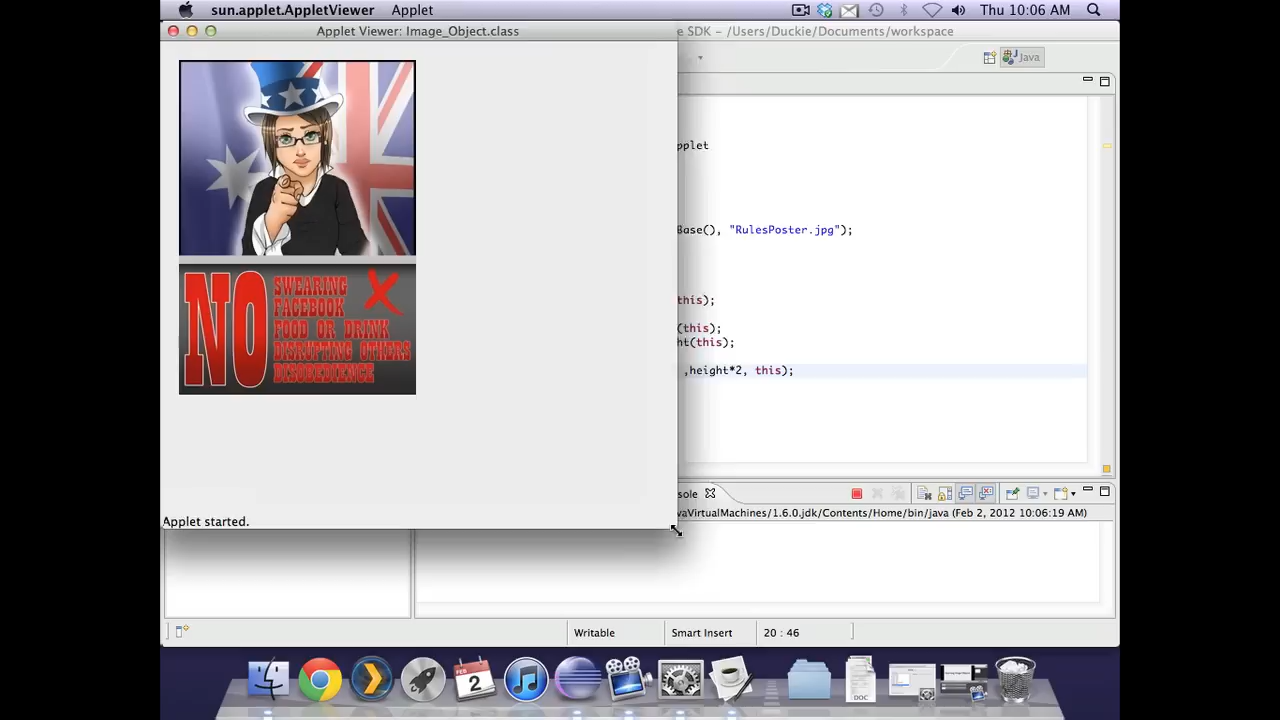 sun.applet.AppletViewer Applet
Thu 10:06 AM
Applet Viewer: Image_Object.class
SDK - /Users/Duckie/Documents/workspace
Java
pplet
Base(), "RulesPoster.jpg");
this);
(this);
ht(this);
,height*2, this);
NO
SWEARING
FACEBOOK
FOOD OR DRINK
DISRUPTING OTHERS
DISOBEDIENCE
X
sole
Applet started.
vaVirtualMachines/1.6.0.jdk/Contents/Home/bin/java (Feb 2, 2012 10:06:19 AM)
Writable
Smart Insert
20 : 46
FEB
2
DOC